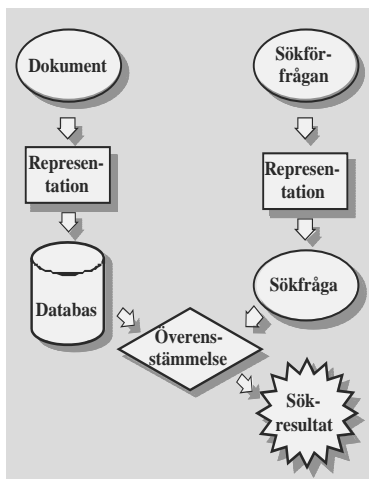 Dokument
Sökför-
frågan
Represen-
tation
Represen-
tation
Databas
Sökfråga
Överens-
stämmelse
Sök-
resultat